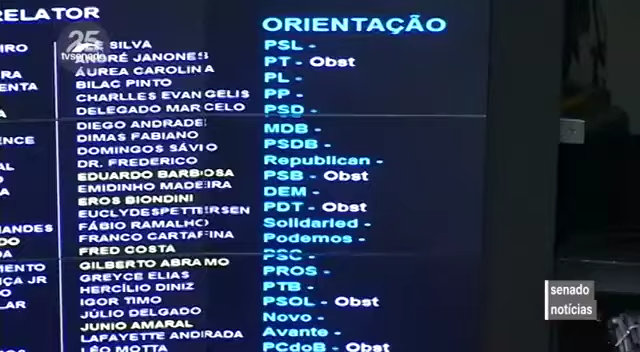 RELATOR
ORIENTAÇÃO
25
tvsenado
SILVA
ANDRÉ JANONES
ÁUREA CAROLINA
BILAC PINTO
CHARLLES EVANGELIS
DELEGADO MARCELO
DIEGO ANDRADE
DIMAS FABIANO
DOMINGOS SÁVIO
DR. FREDERICO
EDUARDO BARBOSA
EMIDINHO MADEIRA
EROS BIONDINI
EUCLYDESPETTERSEN
FÁBIO RAMALHO
FRANCO CARTAFINA
FRED COSTA
GILBERTO ABRAMO
GREYCE ELIAS
HERCÍLIO DINIZ
IGOR TIMO
JÚLIO DELGADO
JUNIO AMARAL
LAFAYETTE ANDRADA
LÉO MOTTA
PSL -
PT - Obst
PL -
PP -
PSD -
MDB -
PSDB -
Republican -
PSB - Obst
DEM -
PDT - Obst
Solidaried -
Podemos -
PSC -
PROS -
PTB -
PSOL - Obst
Novo -
Avante -
PCdoB - Obst
senado
notícias